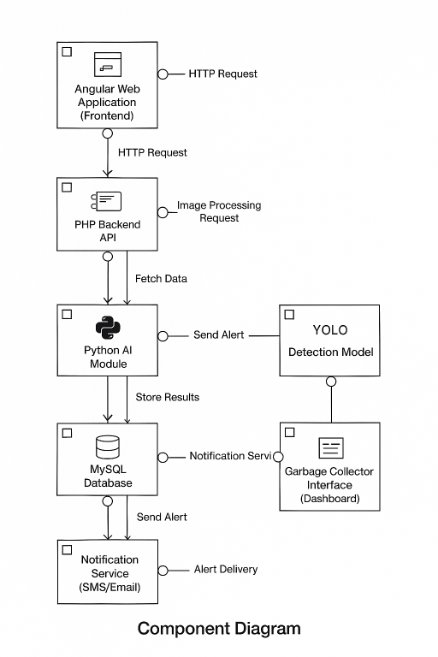 HTTP Request
Angular Web
Application
(Frontend)
HTTP Request
Image Processing
Request
PHP Backend
API
Fetch Data
Python AI
Module
Send Alert
YOLO
Detection Model
Store Results
MySQL
Database
Notification Servi
Garbage Collector
Interface
(Dashboard)
Send Alert
Notification
Service
(SMS/Email)
Alert Delivery
Component Diagram